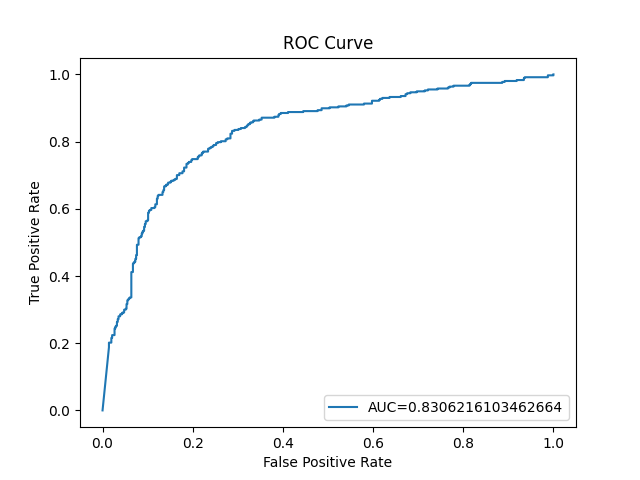 ROC Curve
True Positive Rate
1.0
0.8
0.6
0.4
0.2
0.0
AUC=0.8306216103462664
0.0 0.2 0.4 0.6 0.8 1.0
False Positive Rate